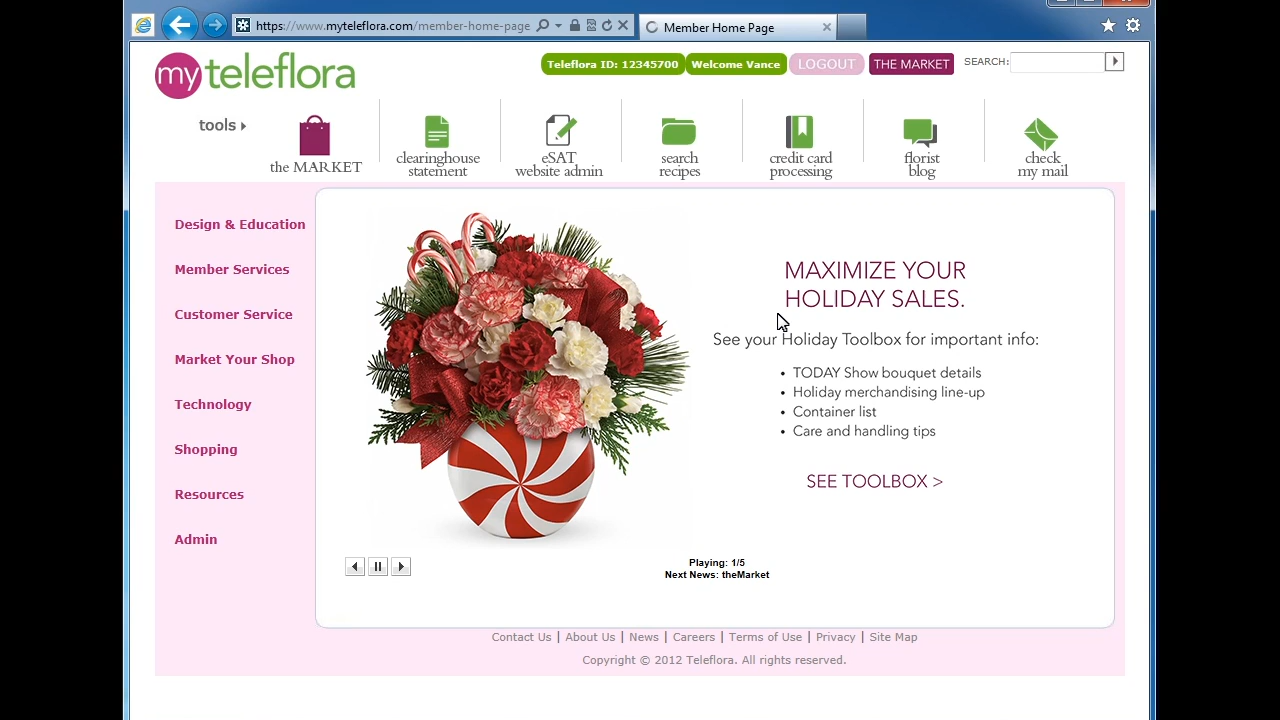 https://www.myteleflora.com/member-home-page
Member Home Page
myteleflora
Teleflora ID: 12345700
Welcome Vance
LOGOUT
THE MARKET
SEARCH:
tools
the MARKET
clearinghouse
statement
eSAT
website admin
search
recipes
credit card
processing
florist
blog
check
my mail
Design & Education
Member Services
Customer Service
Market Your Shop
Technology
Shopping
Resources
Admin
MAXIMIZE YOUR
HOLIDAY SALES.
See your Holiday Toolbox for important info:
• TODAY Show bouquet details
• Holiday merchandising line-up
• Container list
• Care and handling tips
SEE TOOLBOX >
Playing: 1/5
Next News: theMarket
Contact Us | About Us | News | Careers | Terms of Use | Privacy | Site Map
Copyright © 2012 Teleflora. All rights reserved.